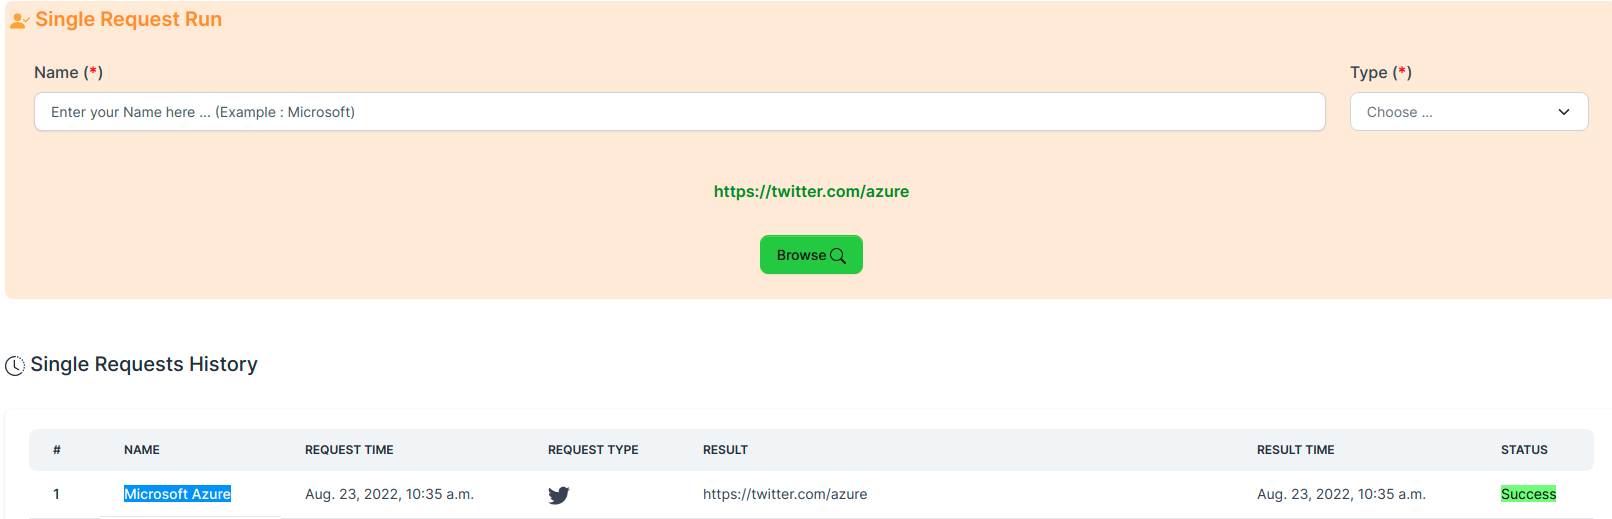 Single Request Run
Name (*) Type (*)
Enter your Name here ... (Example : Microsoft) Choose ...
https://twitter.com/azure
Browse
Single Requests History
# NAME REQUEST TIME REQUEST TYPE RESULT RESULT TIME STATUS
1 Microsoft Azure Aug. 23, 2022, 10:35 a.m. https://twitter.com/azure Aug. 23, 2022, 10:35 a.m. Success